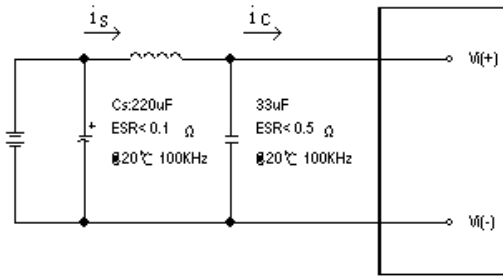 is
ic
Vi(+)
Cs:220uF
ESR<0.1 Ω
@20℃ 100KHz
33uF
ESR<0.5 Ω
@20℃ 100KHz
+
Vi(-)